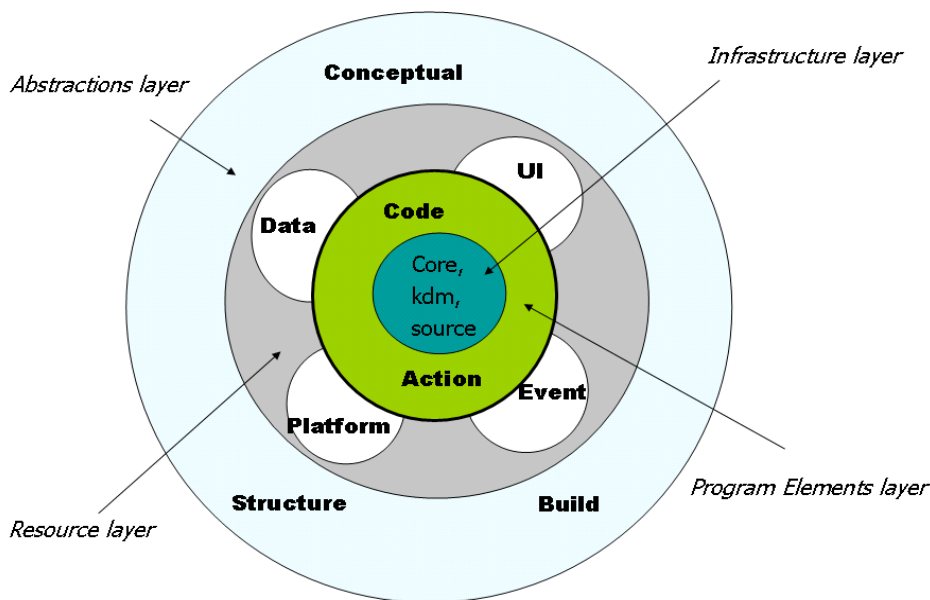 Infrastructure layer
Conceptual
Abstractions layer
UI
Code
Data
Core,
kdm,
source
Action
Event
Platform
Program Elements layer
Structure
Build
Resource layer